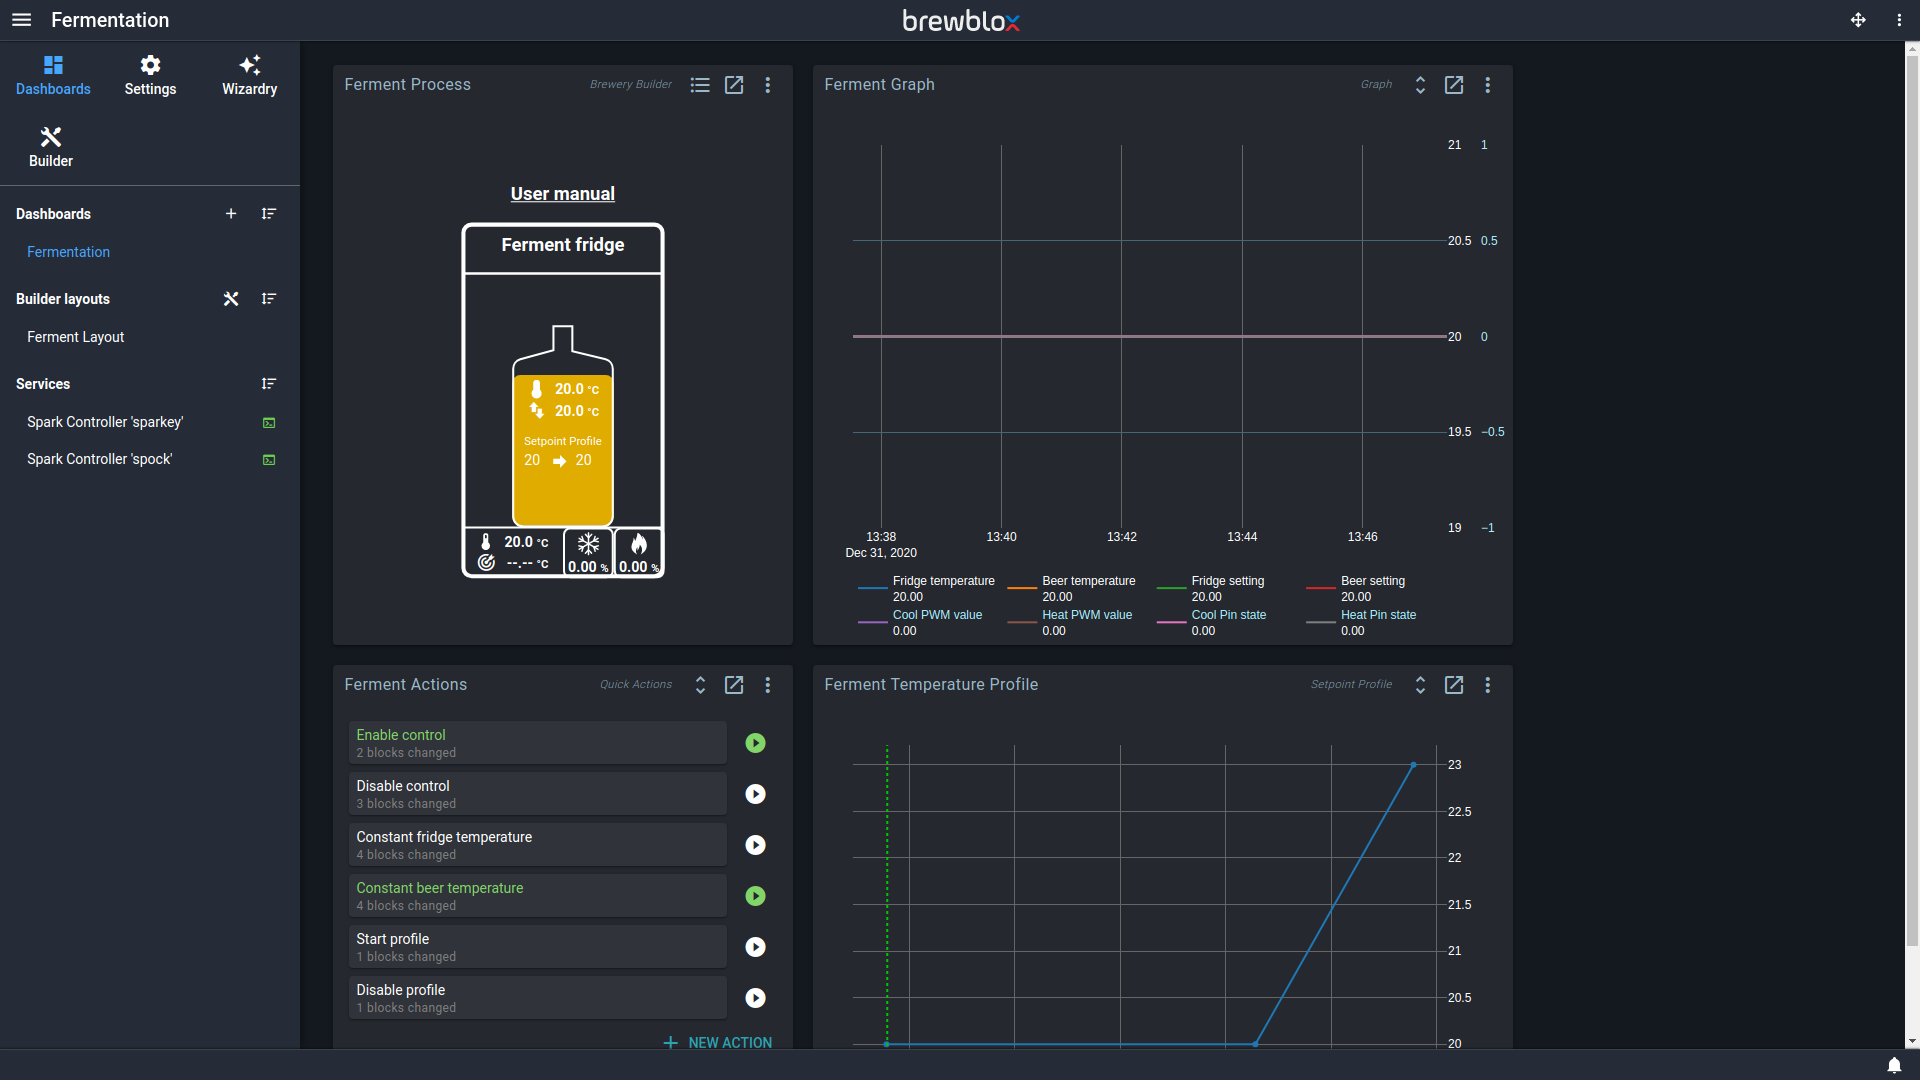 Fermentation
brewblox
Dashboards
Settings
Wizardry
Builder
Dashboards
Fermentation
Builder layouts
Ferment Layout
Services
Spark Controller 'sparkey'
Spark Controller 'spock'
Ferment Process
Brewery Builder
User manual
Ferment fridge
20.0 °C
20.0 °C
Setpoint Profile
20 20
20.0 °C
--.-- °C
0.00 %
0.00 %
Ferment Graph
Graph
21 1
20.5 0.5
20 0
19.5 −0.5
19 −1
13:38 13:40 13:42 13:44 13:46
Dec 31, 2020
Fridge temperature Beer temperature Fridge setting Beer setting
20.00 20.00 20.00 20.00
Cool PWM value Heat PWM value Cool Pin state Heat Pin state
0.00 0.00 0.00 0.00
Ferment Actions
Quick Actions
Enable control
2 blocks changed
Disable control
3 blocks changed
Constant fridge temperature
4 blocks changed
Constant beer temperature
4 blocks changed
Start profile
1 blocks changed
Disable profile
1 blocks changed
NEW ACTION
Ferment Temperature Profile
Setpoint Profile
23
22.5
22
21.5
21
20.5
20